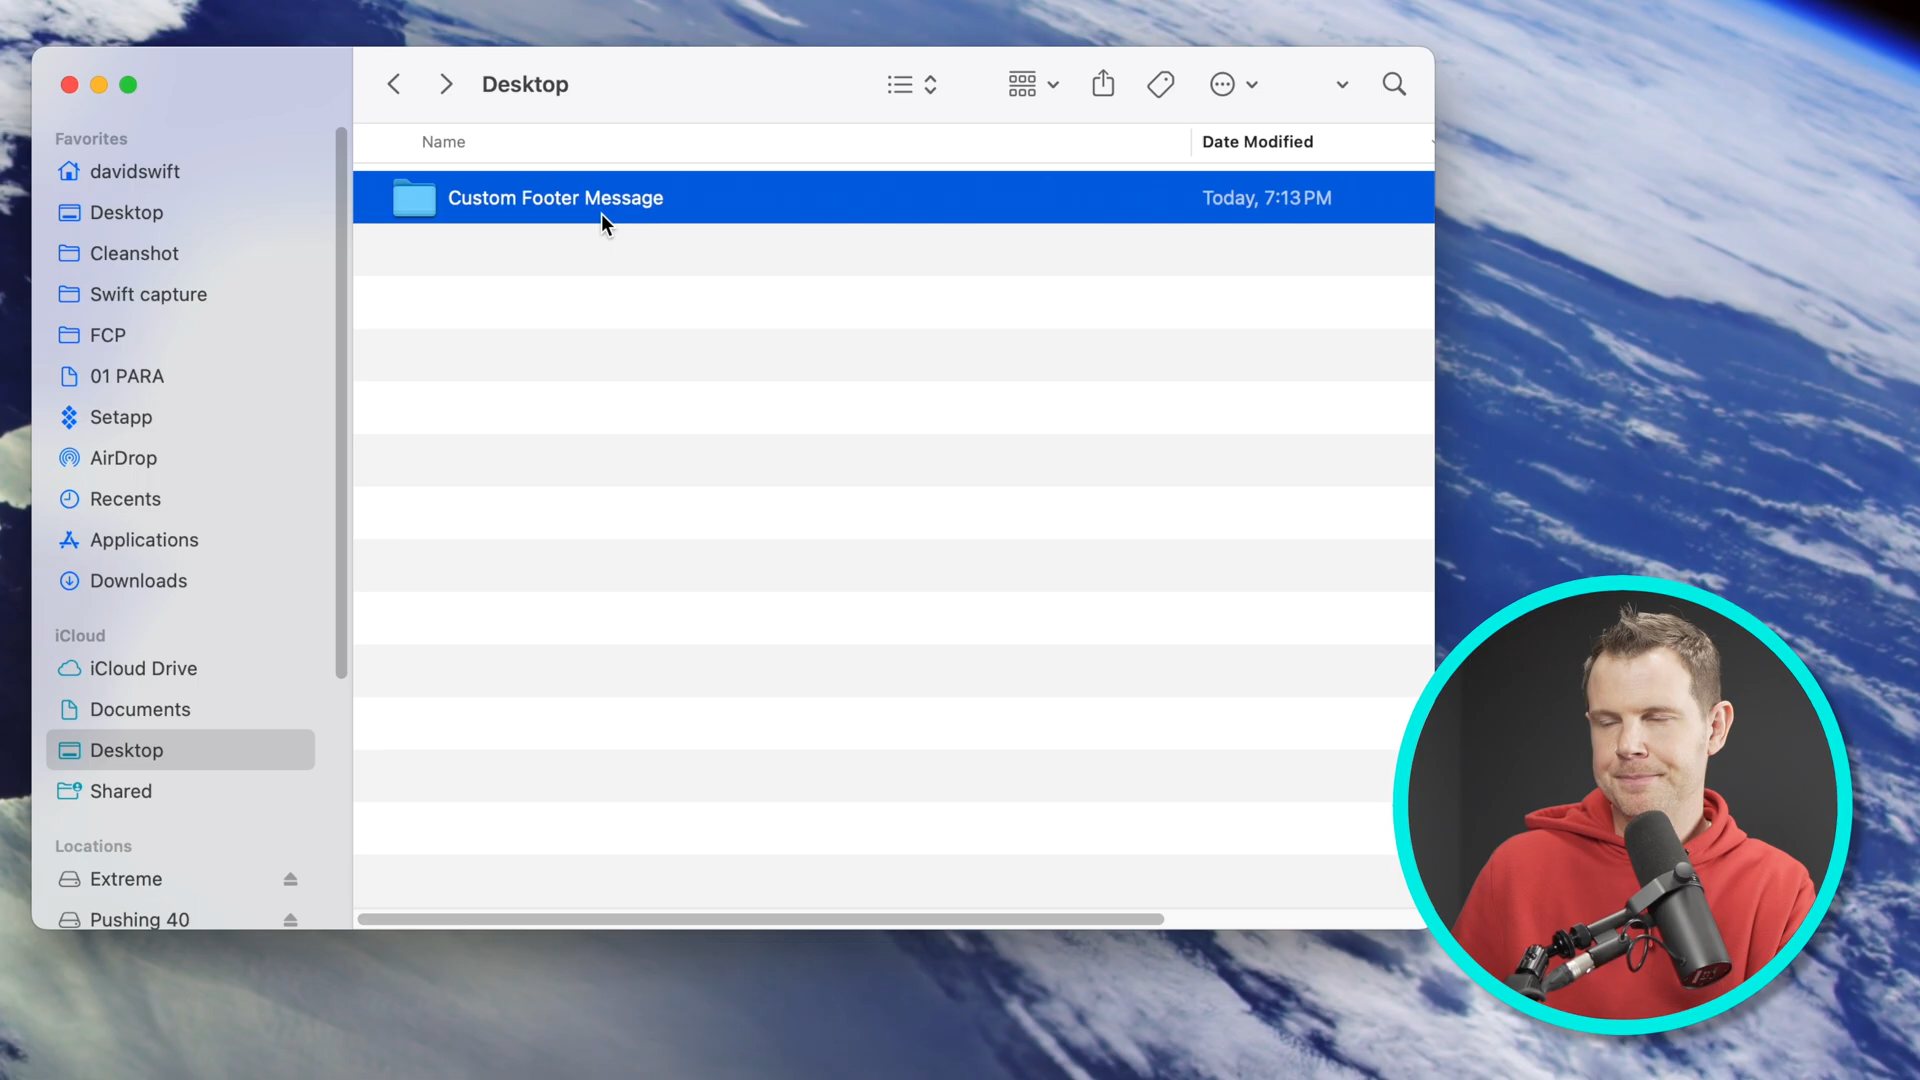 Desktop
Favorites
davidswift
Desktop
Cleanshot
Swift capture
FCP
01 PARA
Setapp
AirDrop
Recents
Applications
Downloads
iCloud
iCloud Drive
Documents
Desktop
Shared
Locations
Extreme
Pushing 40
Name
Date Modified
Custom Footer Message
Today, 7:13 PM